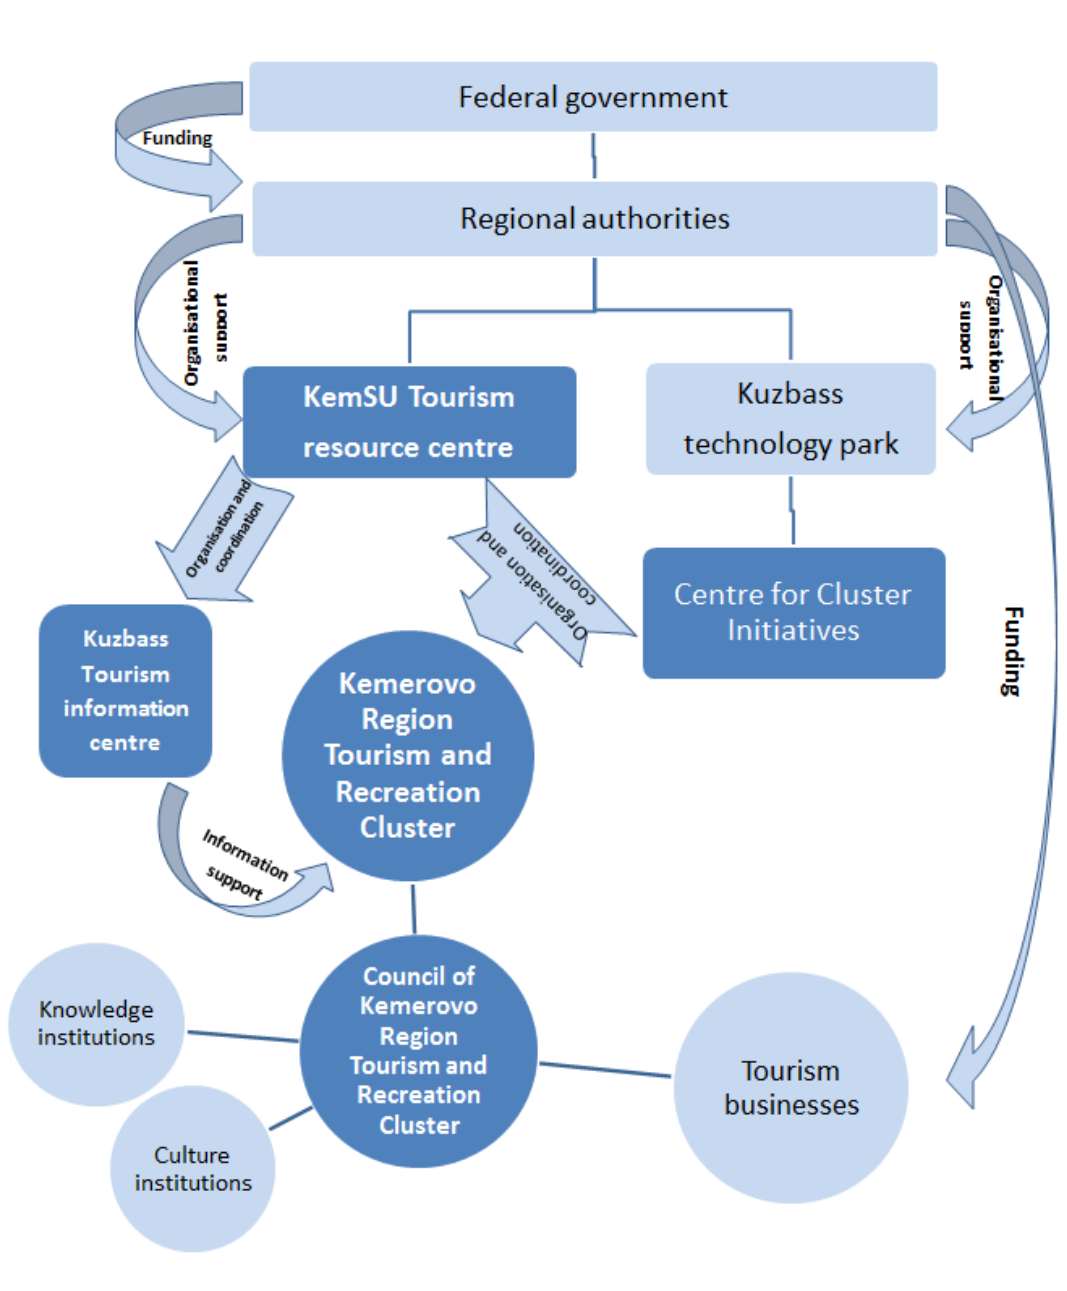 Federal government
Funding
Regional authorities
Organisational
support
Organisational
support
KemSU Tourism
resource centre
Kuzbass
technology park
Organisation and
coordination
Organisation and
coordination
Centre for Cluster
Initiatives
Funding
Kuzbass
Tourism
information
centre
Kemerovo
Region
Tourism and
Recreation
Cluster
Information
support
Council of
Kemerovo
Region
Tourism and
Recreation
Cluster
Knowledge
institutions
Culture
institutions
Tourism
businesses